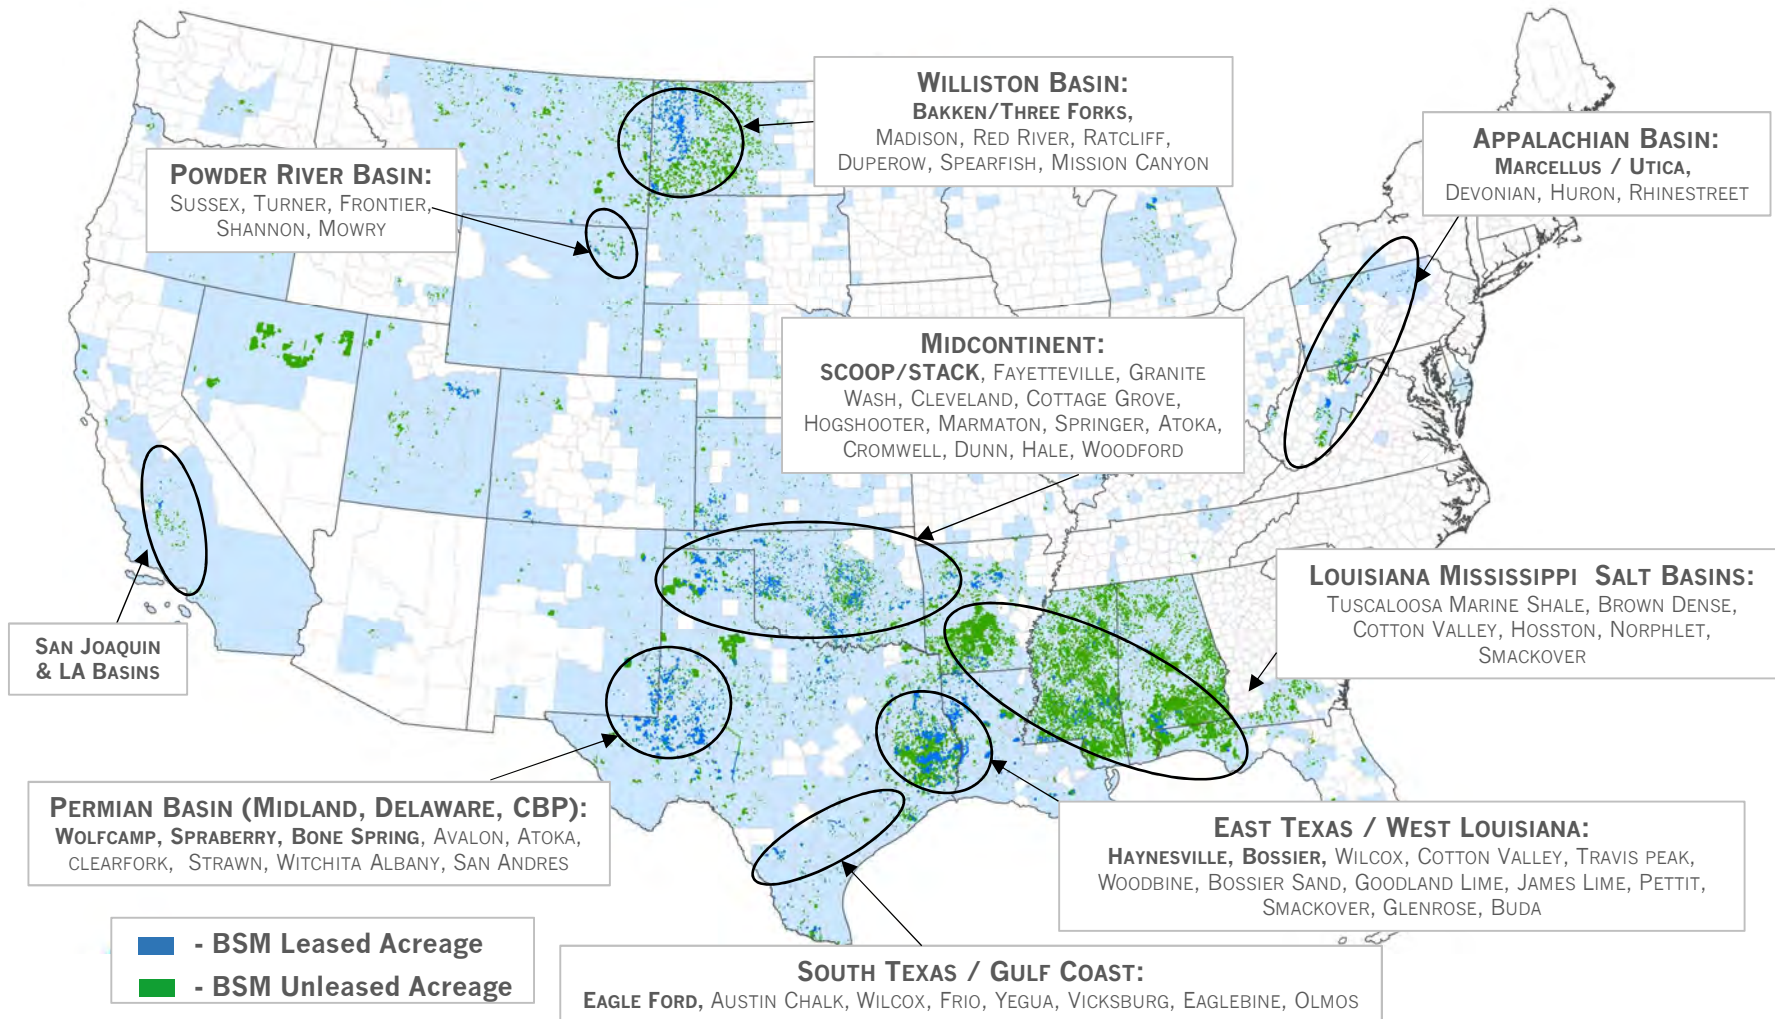 WILLISTON BASIN:
BAKKEN/THREE FORKS,
MADISON, RED RIVER, RATCLIFF,
DUPEROW, SPEARFISH, MISSION CANYON
APPALACHIAN BASIN:
MARCELLUS / UTICA,
DEVONIAN, HURON, RHINESTREET
POWDER RIVER BASIN:
SUSSEX, TURNER, FRONTIER,
SHANNON, MOWRY
MIDCONTINENT:
SCOOP/STACK, FAYETTEVILLE, GRANITE
WASH, CLEVELAND, COTTAGE GROVE,
HOGSHOOTER, MARMATON, SPRINGER, ATOKA,
CROMWELL, DUNN, HALE, WOODFORD
LOUISIANA MISSISSIPPI SALT BASINS:
TUSCALOOSA MARINE SHALE, BROWN DENSE,
COTTON VALLEY, HOSSTON, NORPHLET,
SMACKOVER
SAN JOAQUIN
& LA BASINS
PERMIAN BASIN (MIDLAND, DELAWARE, CBP):
WOLFCAMP, SPRABERRY, BONE SPRING, AVALON, ATOKA,
CLEARFORK, STRAWN, WITCHITA ALBANY, SAN ANDRES
EAST TEXAS / WEST LOUISIANA:
HAYNESVILLE, BOSSIER, WILCOX, COTTON VALLEY, TRAVIS PEAK,
WOODBINE, BOSSIER SAND, GOODLAND LIME, JAMES LIME, PETTIT,
SMACKOVER, GLENROSE, BUDA
- BSM Leased Acreage
- BSM Unleased Acreage
SOUTH TEXAS / GULF COAST:
EAGLE FORD, AUSTIN CHALK, WILCOX, FRIO, YEGUA, VICKSBURG, EAGLEBINE, OLMOS